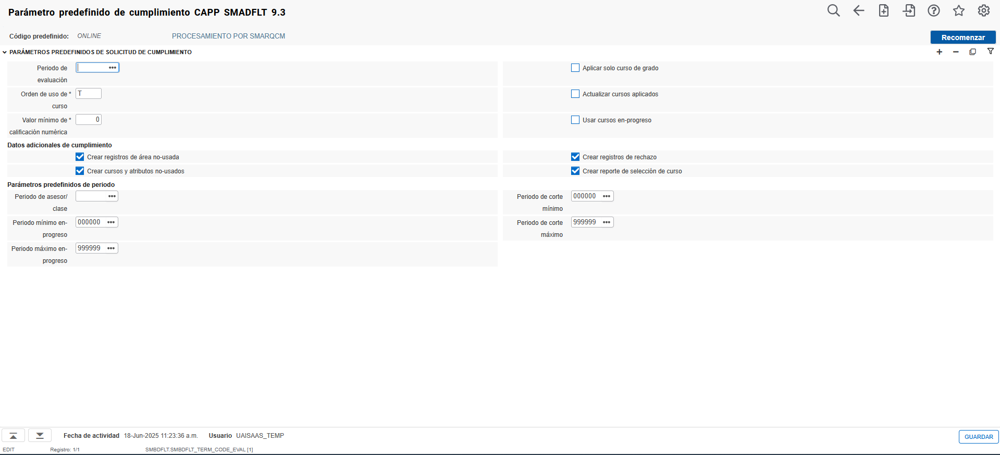 Parámetro predefinido de cumplimiento CAPP SMADFLT 9.3
Código predefinido: ONLINE PROCESAMIENTO POR SMARQCM
Recomenzar
PARÁMETROS PREDEFINIDOS DE SOLICITUD DE CUMPLIMIENTO
Periodo de evaluación
Aplicar solo curso de grado
Orden de uso de * curso T
Actualizar cursos aplicados
Valor mínimo de * calificación numérica 0
Usar cursos en-progreso
Datos adicionales de cumplimiento
Crear registros de área no-usada
Crear registros de rechazo
Crear cursos y atributos no-usados
Crear reporte de selección de curso
Parámetros predefinidos de periodo
Periodo de asesor/ clase
Periodo de corte mínimo 000000
Periodo mínimo en-progreso 000000
Periodo de corte máximo 999999
Periodo máximo en-progreso 999999
Fecha de actividad 18-Jun-2025 11:23:36 a.m. Usuario UAISAAS_TEMP
GUARDAR
EDIT Registro: 1/1 SMBDFLT.SMBDFLT_TERM_CODE_EVAL [1]